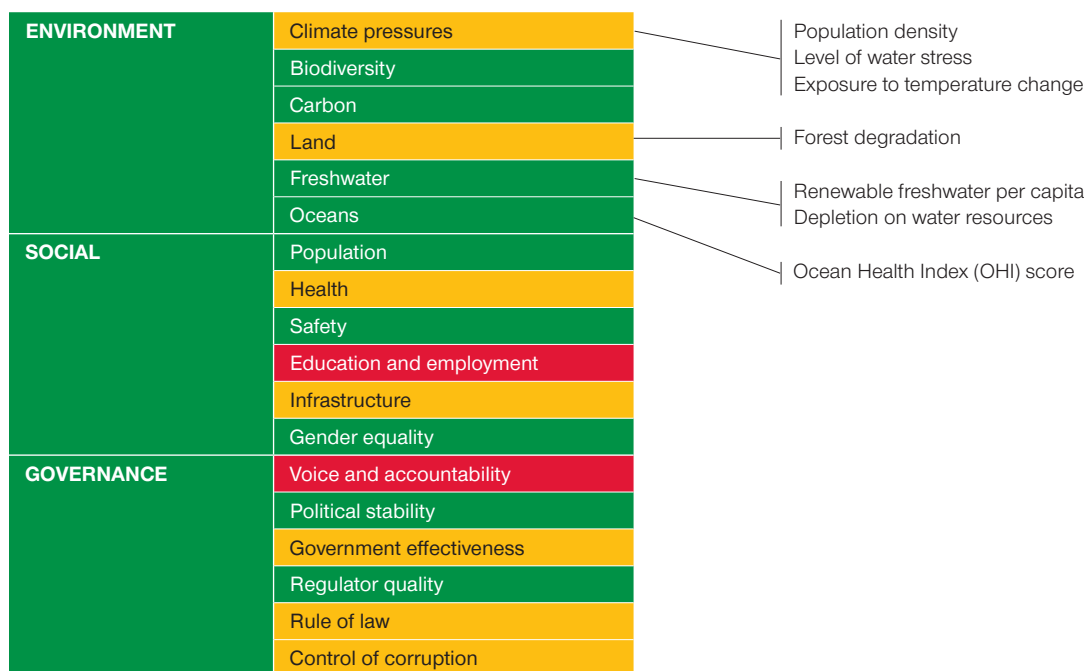 ENVIRONMENT
Climate pressures
Biodiversity
Carbon
Land
Freshwater
Oceans
Population density
Level of water stress
Exposure to temperature change
Forest degradation
Renewable freshwater per capita
Depletion on water resources
Ocean Health Index (OHI) score
SOCIAL
Population
Health
Safety
Education and employment
Infrastructure
Gender equality
GOVERNANCE
Voice and accountability
Political stability
Government effectiveness
Regulator quality
Rule of law
Control of corruption